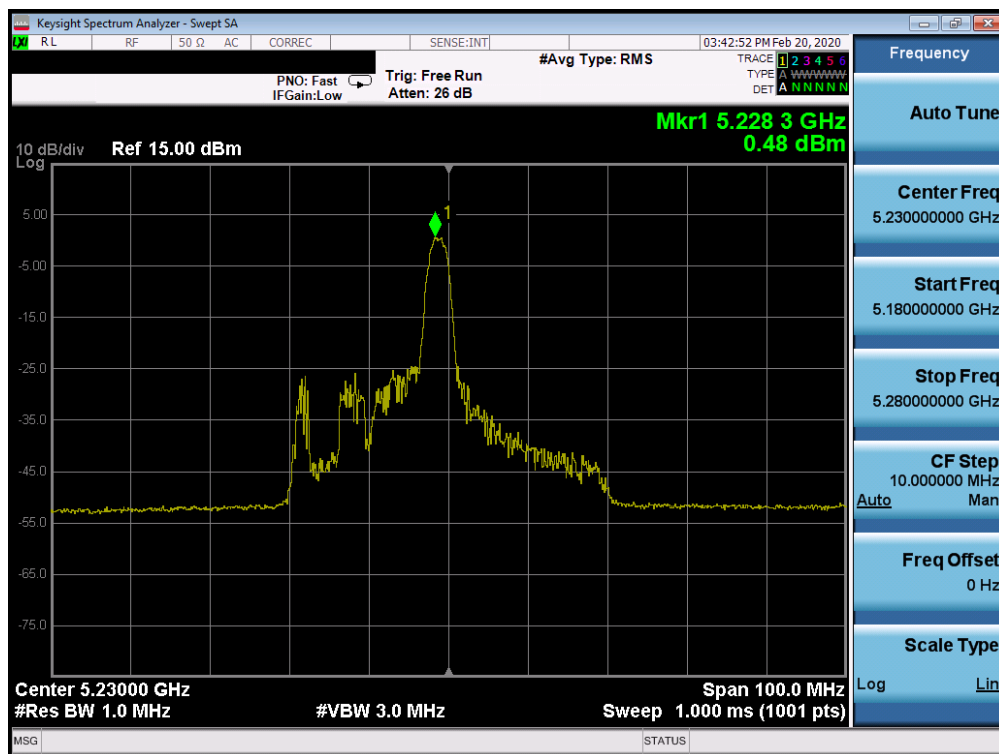 Keysight Spectrum Analyzer - Swept SA
LXI RL RF 50 Ω AC CORREC SENSE:INT 03:42:52 PM Feb 20, 2020
#Avg Type: RMS TRACE 1 2 3 4 5 6
PNO: Fast Trig: Free Run TYPE A WWWWW
IFGain:Low Atten: 26 dB DET A N N N N N
Mkr1 5.228 3 GHz
10 dB/div Ref 15.00 dBm 0.48 dBm
Log
1
5.00
-5.00
-15.0
-25.0
-35.0
-45.0
-55.0
-65.0
-75.0
Center 5.23000 GHz Span 100.0 MHz
#Res BW 1.0 MHz #VBW 3.0 MHz Sweep 1.000 ms (1001 pts)
MSG STATUS
Frequency
Auto Tune
Center Freq
5.230000000 GHz
Start Freq
5.180000000 GHz
Stop Freq
5.280000000 GHz
CF Step
10.000000 MHz
Auto Man
Freq Offset
0 Hz
Scale Type
Log Lin